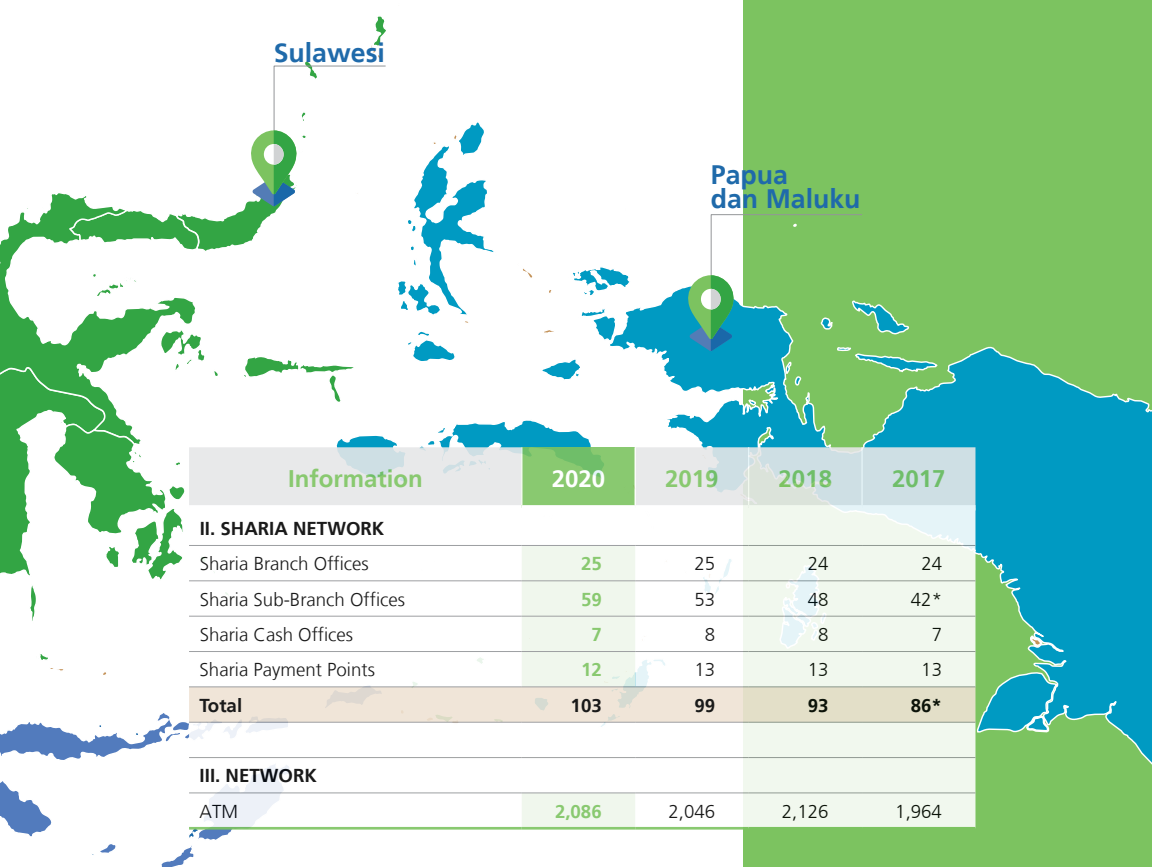 Sulawesi
Papua
dan Maluku
Information 2020 2019 2018 2017
II. SHARIA NETWORK
Sharia Branch Offices 25 25 24 24
Sharia Sub-Branch Offices 59 53 48 42*
Sharia Cash Offices 7 8 8 7
Sharia Payment Points 12 13 13 13
Total 103 99 93 86*
III. NETWORK
ATM 2,086 2,046 2,126 1,964